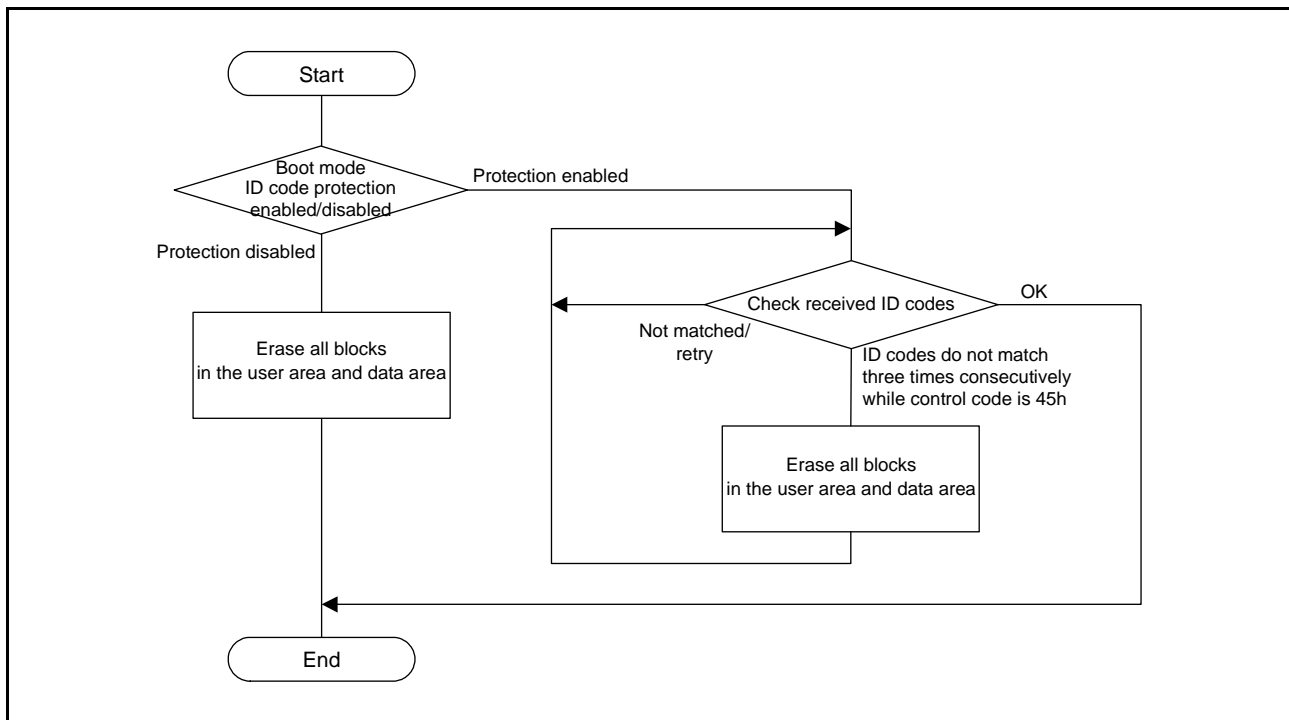 Start
Boot mode
ID code protection
enabled/disabled
Protection enabled
Protection disabled
Erase all blocks
in the user area and data area
Check received ID codes
OK
Not matched/
retry
ID codes do not match
three times consecutively
while control code is 45h
Erase all blocks
in the user area and data area
End